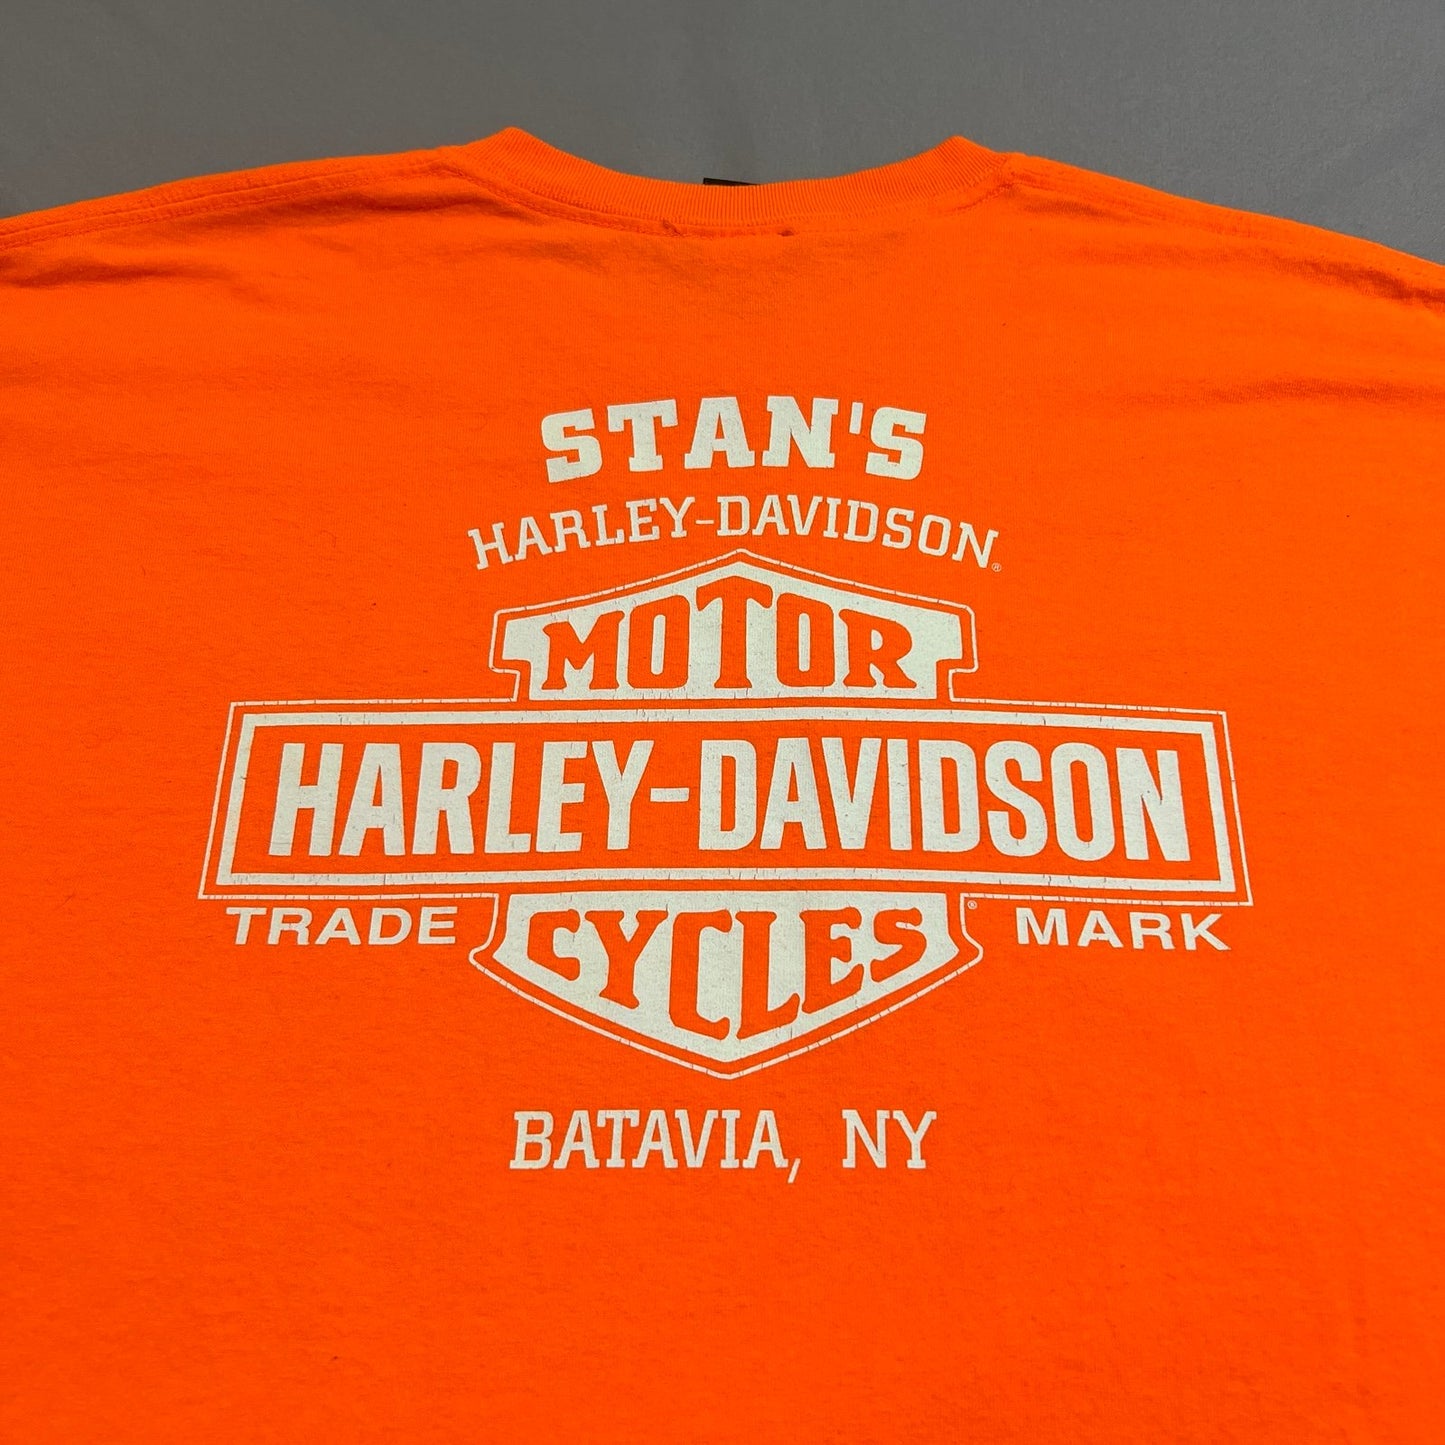 STAN'S
HARLEY-DAVIDSON®
MOTOR
HARLEY-DAVIDSON
TRADE CYCLES® MARK
BATAVIA, NY